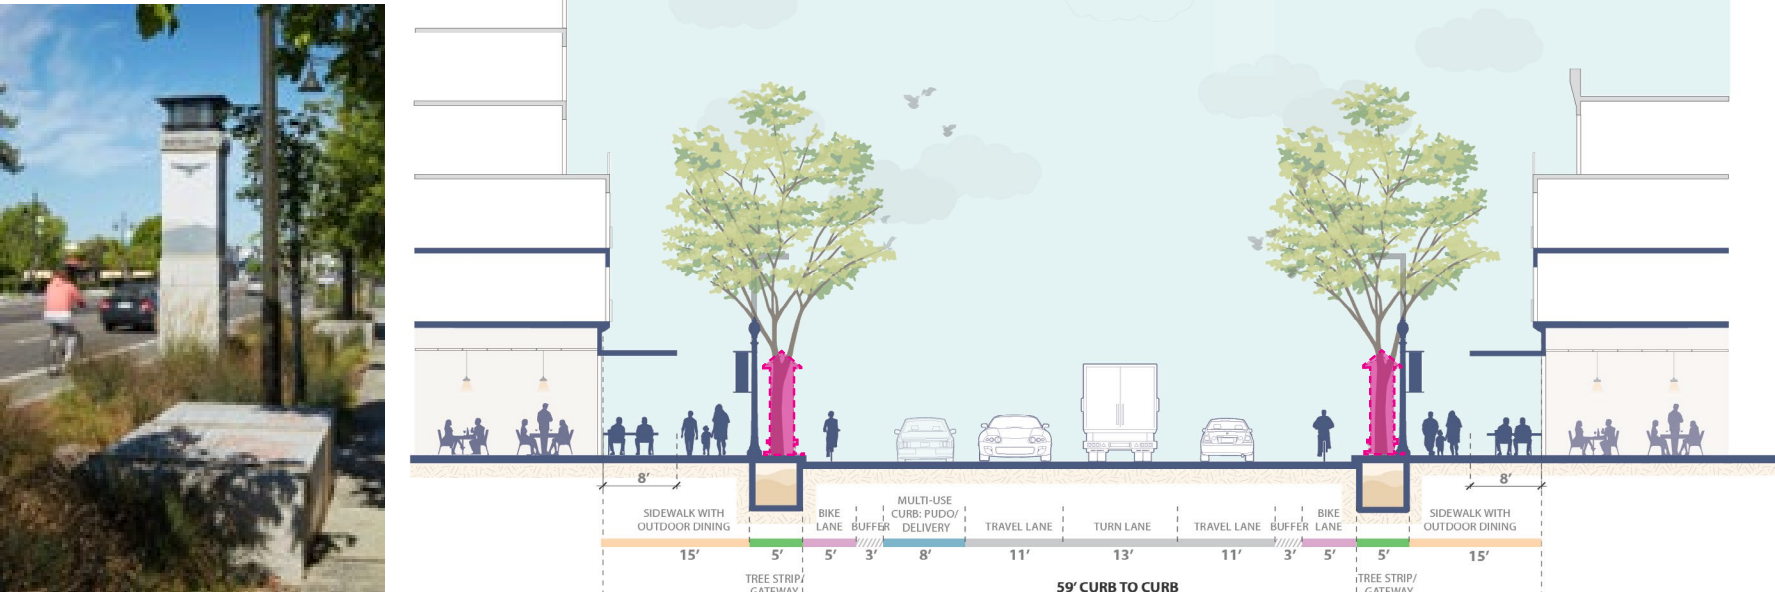 8'
8'
SIDEWALK WITH
OUTDOOR DINING
BIKE
LANE
BUFFER
MULTI-USE
CURB: PUDO/
DELIVERY
TRAVEL LANE
TURN LANE
TRAVEL LANE
BUFFER
BIKE
LANE
SIDEWALK WITH
OUTDOOR DINING
15' 5' 5' 3' 8' 11' 13' 11' 3' 5' 5' 15'
TREE STRIP/
GATEWAY
59' CURB TO CURB
TREE STRIP/
GATEWAY